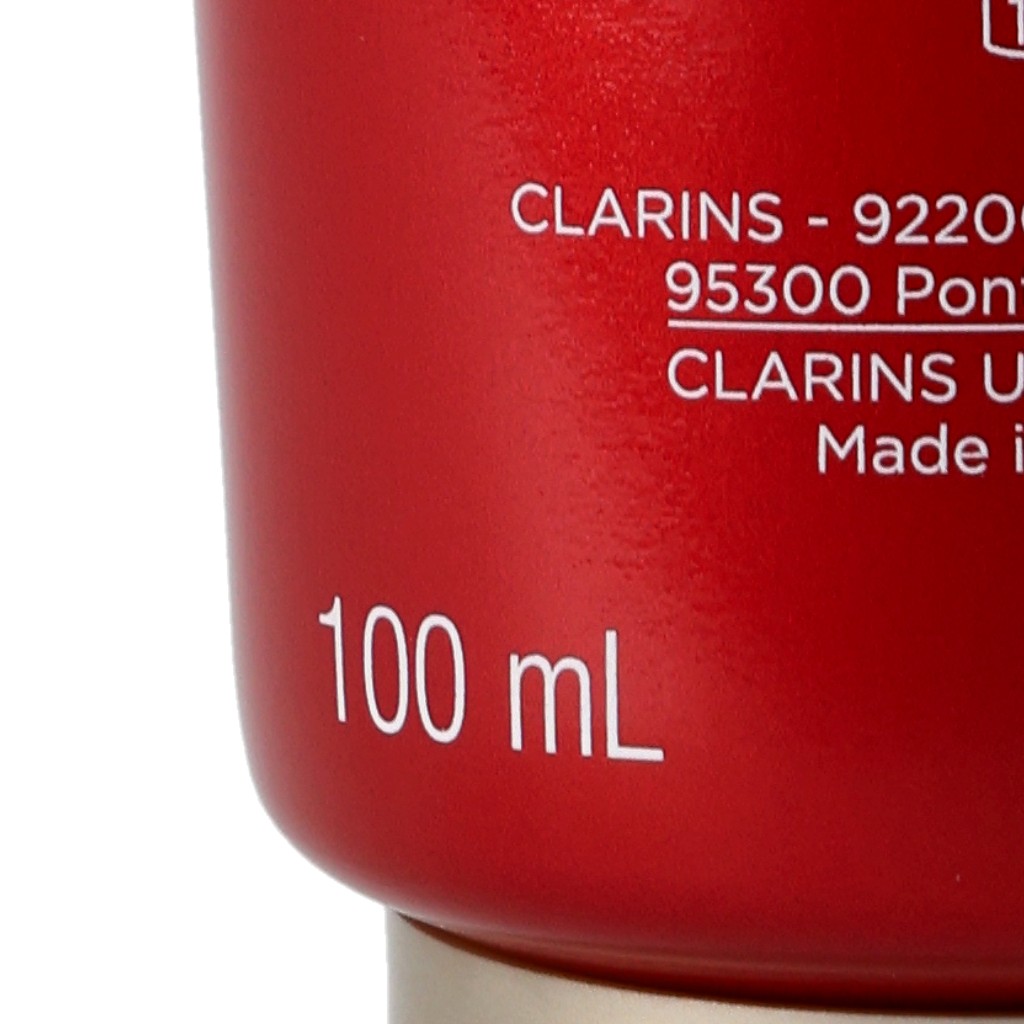 CLARINS - 9220
95300 Pon
CLARINS U
Made
100 mL